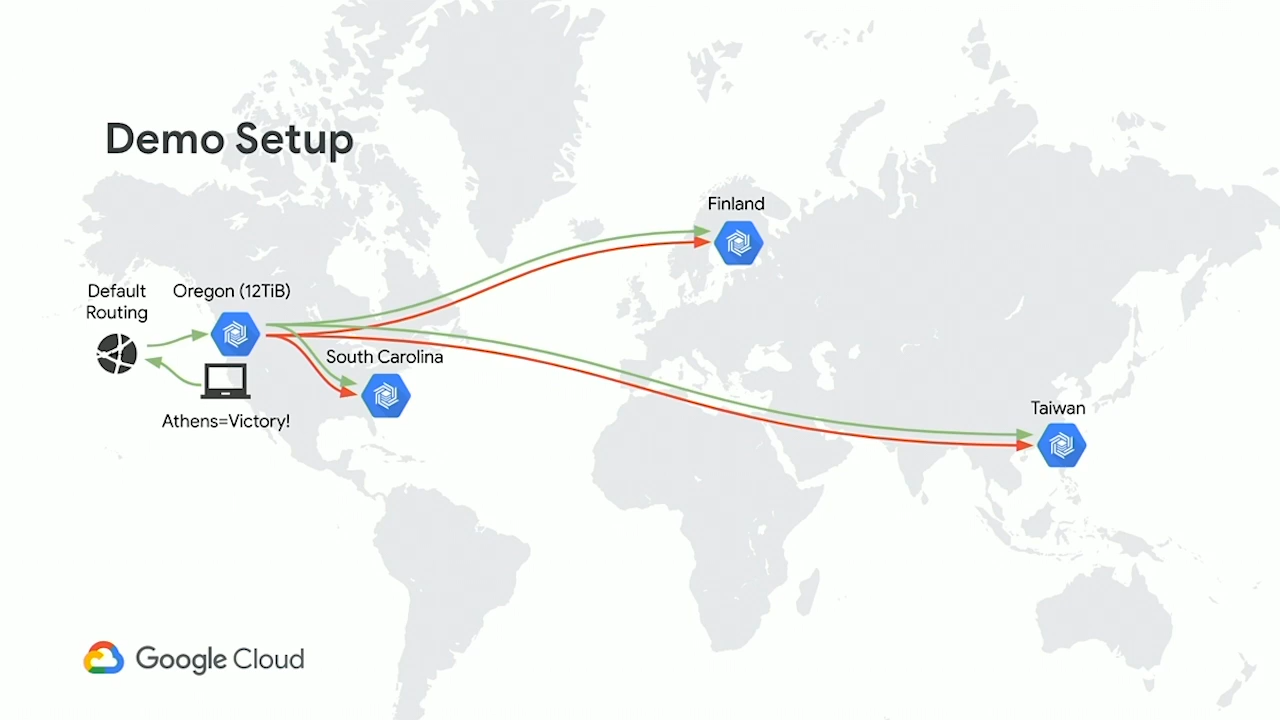 Demo Setup
Finland
Default
Routing
Oregon (12TiB)
South Carolina
Athens=Victory!
Taiwan
Google Cloud